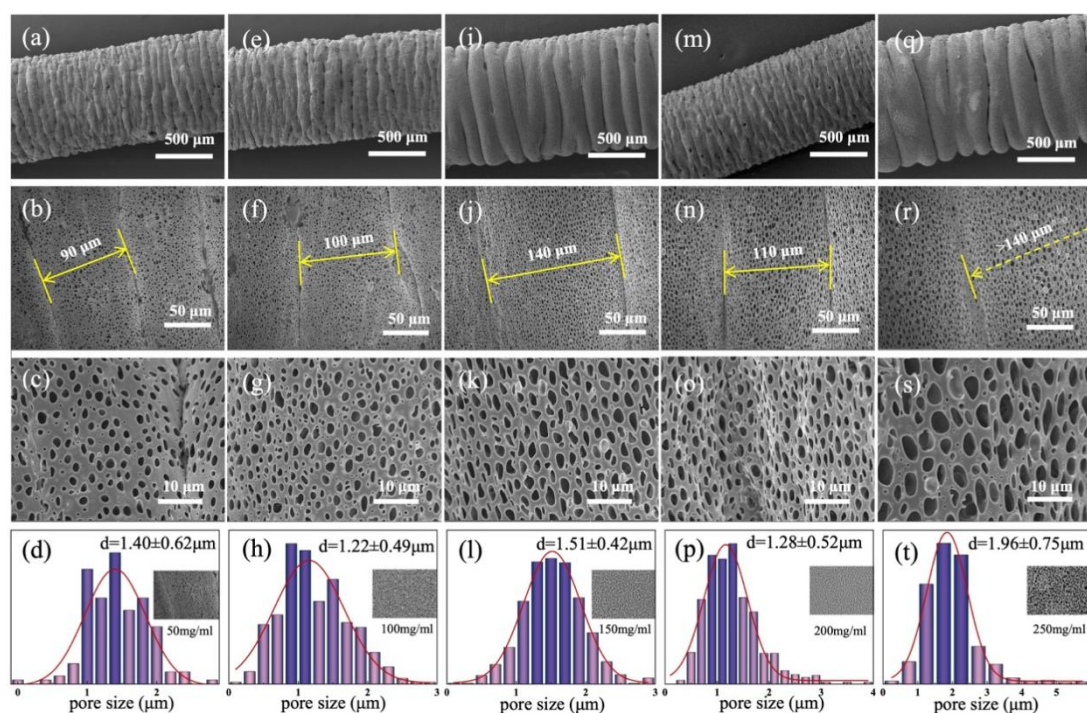 (a)
500 µm
(e)
500 µm
(i)
500 µm
(m)
500 µm
(q)
500 µm
(b)
90 µm
50 µm
(f)
100 µm
50 µm
(j)
140 µm
50 µm
(n)
110 µm
50 µm
(r)
~140 µm
50 µm
(c)
10 µm
(g)
10 µm
(k)
10 µm
(o)
10 µm
(s)
10 µm
(d)
d=1.40±0.62µm
50mg/ml
0 1 2
pore size (µm)
(h)
d=1.22±0.49µm
100mg/ml
0 1 2 3
pore size (µm)
(l)
d=1.51±0.42µm
150mg/ml
0 1 2 3
pore size (µm)
(p)
d=1.28±0.52µm
200mg/ml
0 1 2 3 4
pore size (µm)
(t)
d=1.96±0.75µm
250mg/ml
0 1 2 3 4 5
pore size (µm)